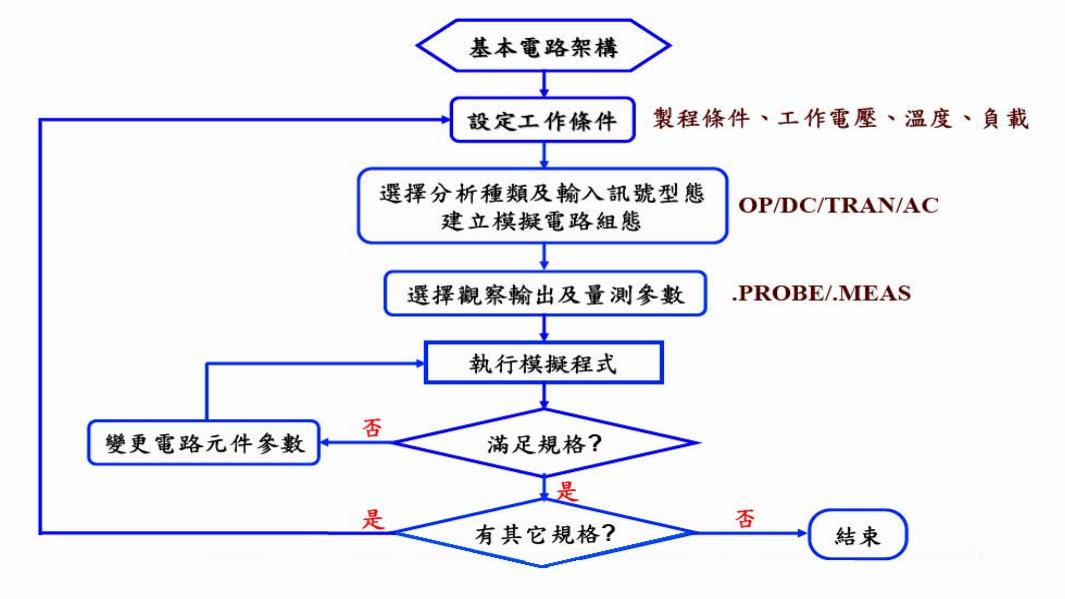 基本電路架構
設定工作條件
製程條件、工作電壓、溫度、負載
選擇分析種類及輸入訊號型態
建立模擬電路組態
OP/DC/TRAN/AC
選擇觀察輸出及量測參數
.PROBE/.MEAS
執行模擬程式
否
變更電路元件參數
滿足規格?
是
是
有其它規格?
否
結束